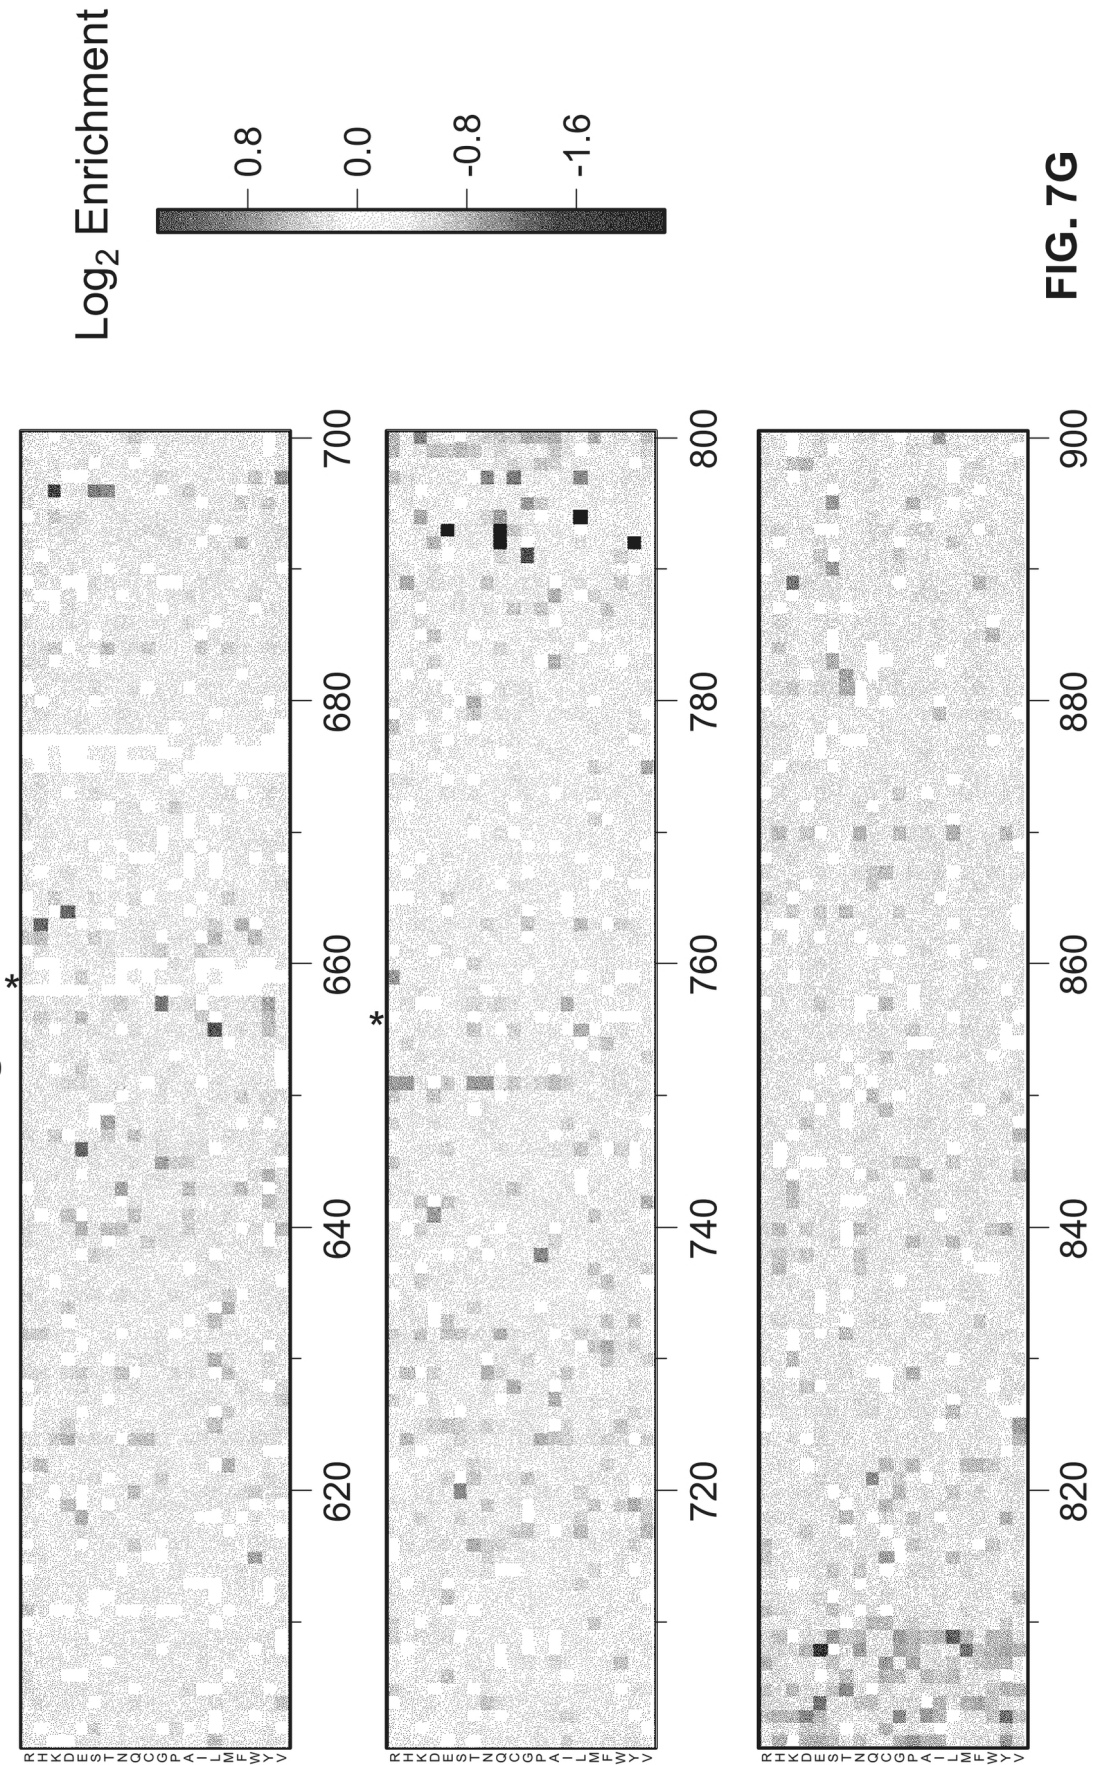 Log₂ Enrichment
0.8
0.0
-0.8
-1.6
*
R H K D E S T N Q C G P A I L M F W Y V
620 640 660 680 700
*
R H K D E S T N Q C G P A I L M F W Y V
720 740 760 780 800
R H K D E S T N Q C G P A I L M F W Y V
820 840 860 880 900
FIG. 7G